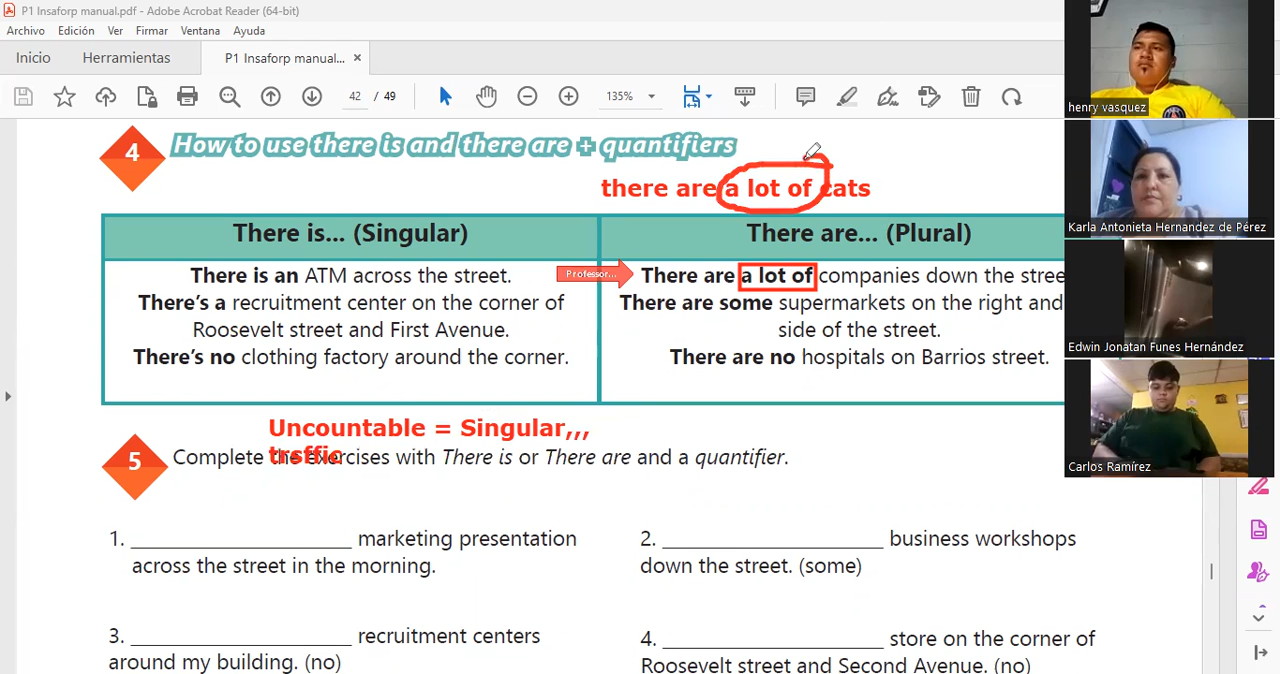 P1 Insaforp manual.pdf - Adobe Acrobat Reader (64-bit)
Archivo Edición Ver Firmar Ventana Ayuda
Inicio Herramientas P1 Insaforp manual... ×
42 / 49 135%
4 How to use there is and there are + quantifiers
there are a lot of cats
There is... (Singular)
There is an ATM across the street.
There's a recruitment center on the corner of
Roosevelt street and First Avenue.
There's no clothing factory around the corner.
There are... (Plural)
Professor...
There are a lot of companies down the stree
There are some supermarkets on the right and
side of the street.
There are no hospitals on Barrios street.
Uncountable = Singular,,,
5 Complete the exercises with There is or There are and a quantifier.
1. ____________________ marketing presentation
across the street in the morning.
2. ____________________ business workshops
down the street. (some)
3. ____________________ recruitment centers
around my building. (no)
4. ____________________ store on the corner of
Roosevelt street and Second Avenue. (no)
henry vasquez
Karla Antonieta Hernandez de Pérez
Edwin Jonatan Funes Hernández
Carlos Ramírez